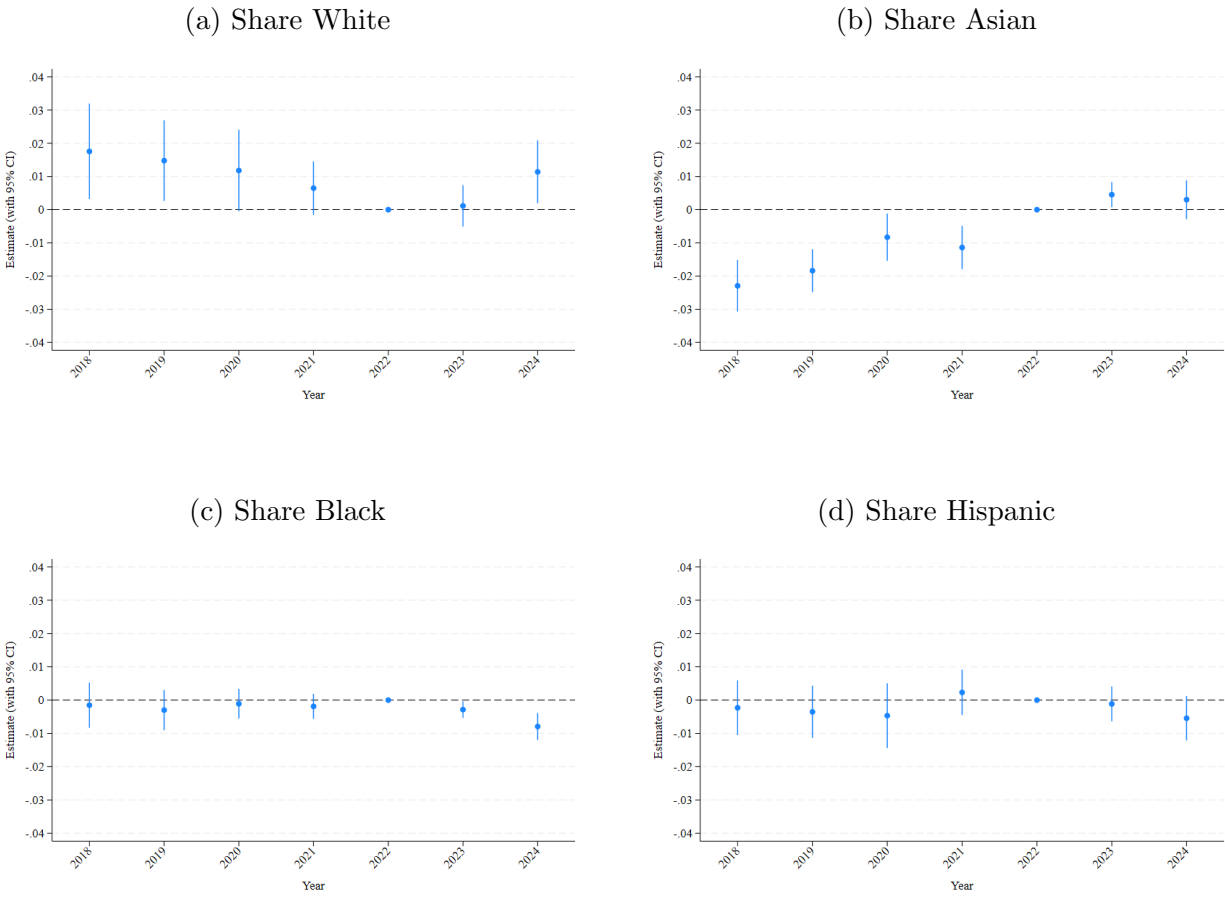 (a) Share White
.04
.03
.02
.01
0
-.01
-.02
-.03
-.04
Estimate (with 95% CI)
2018 2019 2020 2021 2022 2023 2024
Year
(b) Share Asian
.04
.03
.02
.01
0
-.01
-.02
-.03
-.04
Estimate (with 95% CI)
2018 2019 2020 2021 2022 2023 2024
Year
(c) Share Black
.04
.03
.02
.01
0
-.01
-.02
-.03
-.04
Estimate (with 95% CI)
2018 2019 2020 2021 2022 2023 2024
Year
(d) Share Hispanic
.04
.03
.02
.01
0
-.01
-.02
-.03
-.04
Estimate (with 95% CI)
2018 2019 2020 2021 2022 2023 2024
Year